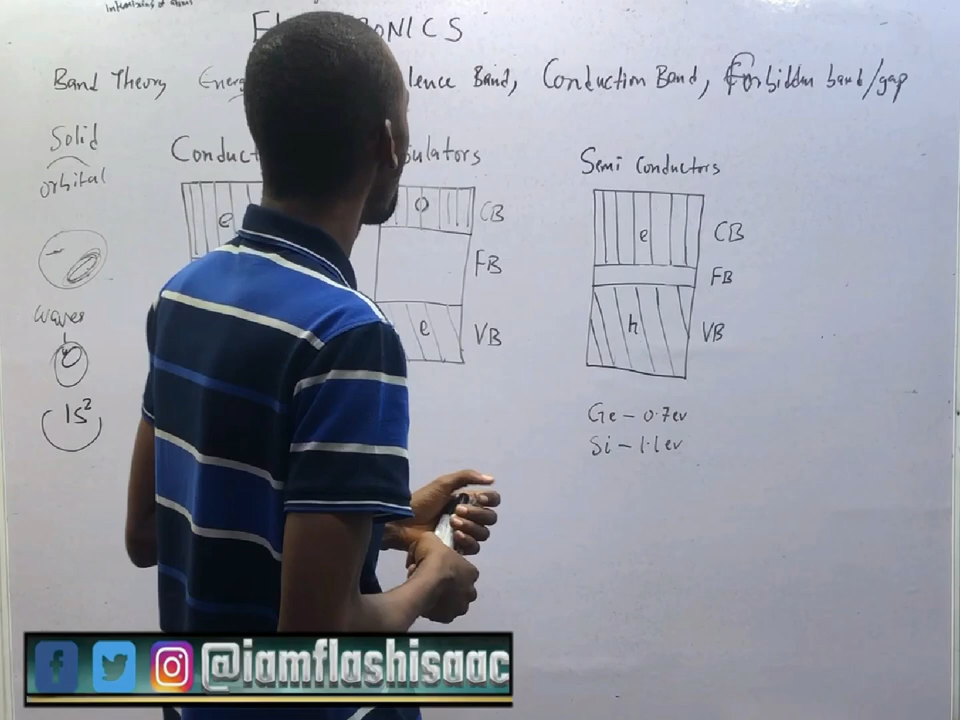 ONICS
Band Theory Energ lence Band, Conduction Band, Forbidden band/gap
Solid
orbital
Conduct ulators Semi Conductors
e O CB
FB
e VB
e CB
FB
h VB
waves
1S²
Ge - 0.7ev
Si - 1.1ev
@iamflashisaac